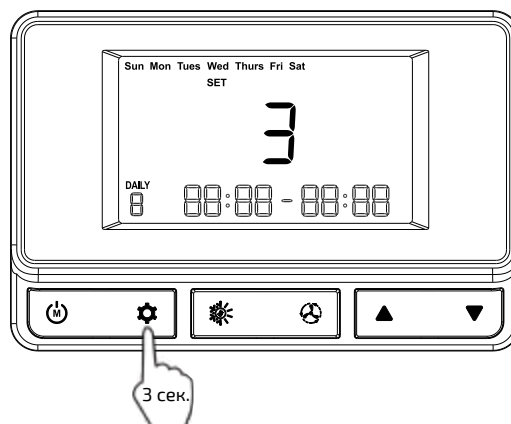 Sun Mon Tues Wed Thurs Fri Sat
SET
3
DAILY
8 88:88 - 88:88
M
3 сек.